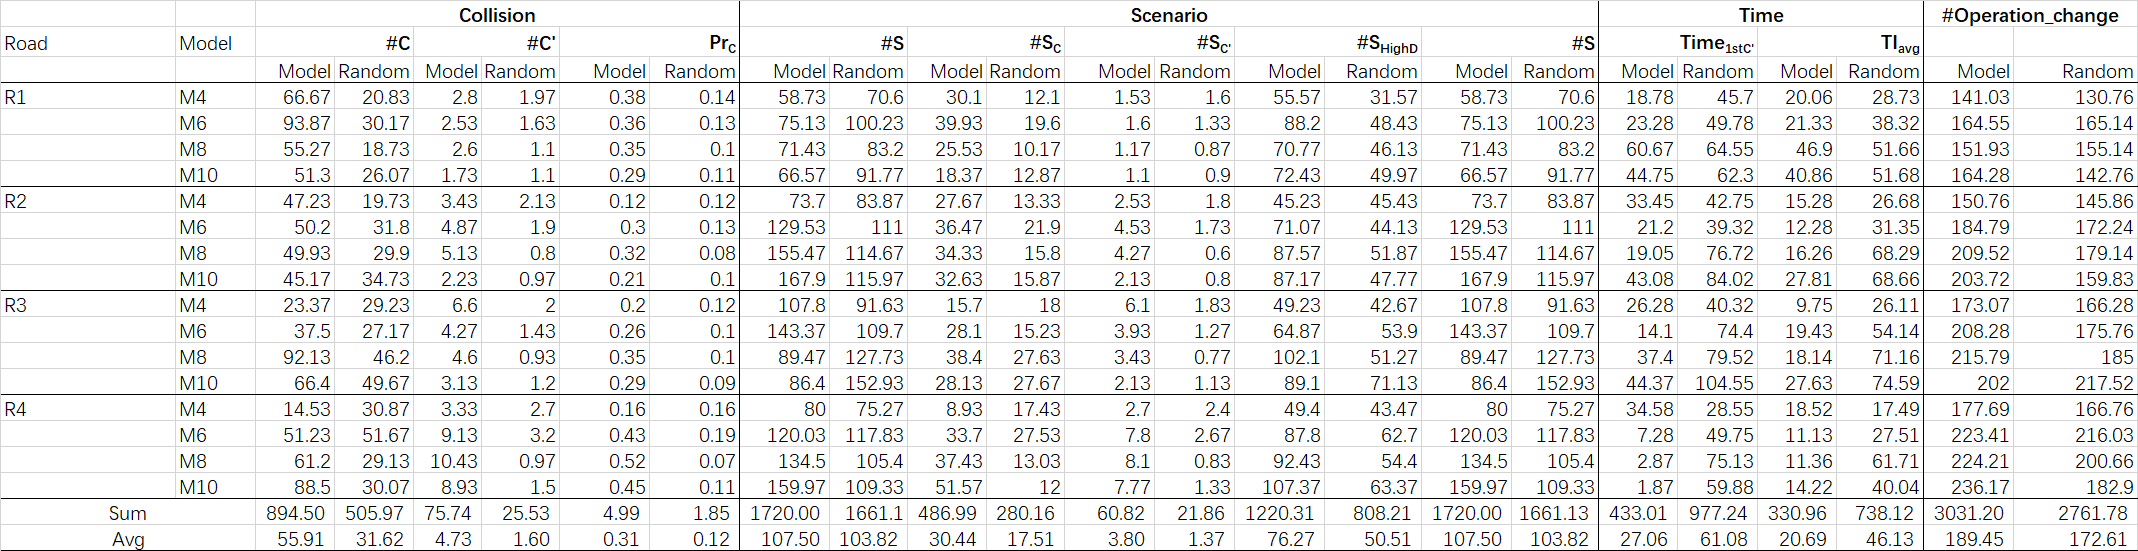 Collision Scenario Time #Operation_change
Road Model #C #C' PrC #S #SC #SC' #SHighD #S Time1stC' TIavg
Model Random Model Random Model Random Model Random Model Random Model Random Model Random Model Random Model Random Model Random Model Random
R1 M4 66.67 20.83 2.8 1.97 0.38 0.14 58.73 70.6 30.1 12.1 1.53 1.6 55.57 31.57 58.73 70.6 18.78 45.7 20.06 28.73 141.03 130.76
M6 93.87 30.17 2.53 1.63 0.36 0.13 75.13 100.23 39.93 19.6 1.6 1.33 88.2 48.43 75.13 100.23 23.28 49.78 21.33 38.32 164.55 165.14
M8 55.27 18.73 2.6 1.1 0.35 0.1 71.43 83.2 25.53 10.17 1.17 0.87 70.77 46.13 71.43 83.2 60.67 64.55 46.9 51.66 151.93 155.14
M10 51.3 26.07 1.73 1.1 0.29 0.11 66.57 91.77 18.37 12.87 1.1 0.9 72.43 49.97 66.57 91.77 44.75 62.3 40.86 51.68 164.28 142.76
R2 M4 47.23 19.73 3.43 2.13 0.12 0.12 73.7 83.87 27.67 13.33 2.53 1.8 45.23 45.43 73.7 83.87 33.45 42.75 15.28 26.68 150.76 145.86
M6 50.2 31.8 4.87 1.9 0.3 0.13 129.53 111 36.47 21.9 4.53 1.73 71.07 44.13 129.53 111 21.2 39.32 12.28 31.35 184.79 172.24
M8 49.93 29.9 5.13 0.8 0.32 0.08 155.47 114.67 34.33 15.8 4.27 0.6 87.57 51.87 155.47 114.67 19.05 76.72 16.26 68.29 209.52 179.14
M10 45.17 34.73 2.23 0.97 0.21 0.1 167.9 115.97 32.63 15.87 2.13 0.8 87.17 47.77 167.9 115.97 43.08 84.02 27.81 68.66 203.72 159.83
R3 M4 23.37 29.23 6.6 2 0.2 0.12 107.8 91.63 15.7 18 6.1 1.83 49.23 42.67 107.8 91.63 26.28 40.32 9.75 26.11 173.07 166.28
M6 37.5 27.17 4.27 1.43 0.26 0.1 143.37 109.7 28.1 15.23 3.93 1.27 64.87 53.9 143.37 109.7 14.1 74.4 19.43 54.14 208.28 175.76
M8 92.13 46.2 4.6 0.93 0.35 0.1 89.47 127.73 38.4 27.63 3.43 0.77 102.1 51.27 89.47 127.73 37.4 79.52 18.14 71.16 215.79 185
M10 66.4 49.67 3.13 1.2 0.29 0.09 86.4 152.93 28.13 27.67 2.13 1.13 89.1 71.13 86.4 152.93 44.37 104.55 27.63 74.59 202 217.52
R4 M4 14.53 30.87 3.33 2.7 0.16 0.16 80 75.27 8.93 17.43 2.7 2.4 49.4 43.47 80 75.27 34.58 28.55 18.52 17.49 177.69 166.76
M6 51.23 51.67 9.13 3.2 0.43 0.19 120.03 117.83 33.7 27.53 7.8 2.67 87.8 62.7 120.03 117.83 7.28 49.75 11.13 27.51 223.41 216.03
M8 61.2 29.13 10.43 0.97 0.52 0.07 134.5 105.4 37.43 13.03 8.1 0.83 92.43 54.4 134.5 105.4 2.87 75.13 11.36 61.71 224.21 200.66
M10 88.5 30.07 8.93 1.5 0.45 0.11 159.97 109.33 51.57 12 7.77 1.33 107.37 63.37 159.97 109.33 1.87 59.88 14.22 40.04 236.17 182.9
Sum 894.50 505.97 75.74 25.53 4.99 1.85 1720.00 1661.1 486.99 280.16 60.82 21.86 1220.31 808.21 1720.00 1661.13 433.01 977.24 330.96 738.12 3031.20 2761.78
Avg 55.91 31.62 4.73 1.60 0.31 0.12 107.50 103.82 30.44 17.51 3.80 1.37 76.27 50.51 107.50 103.82 27.06 61.08 20.69 46.13 189.45 172.61